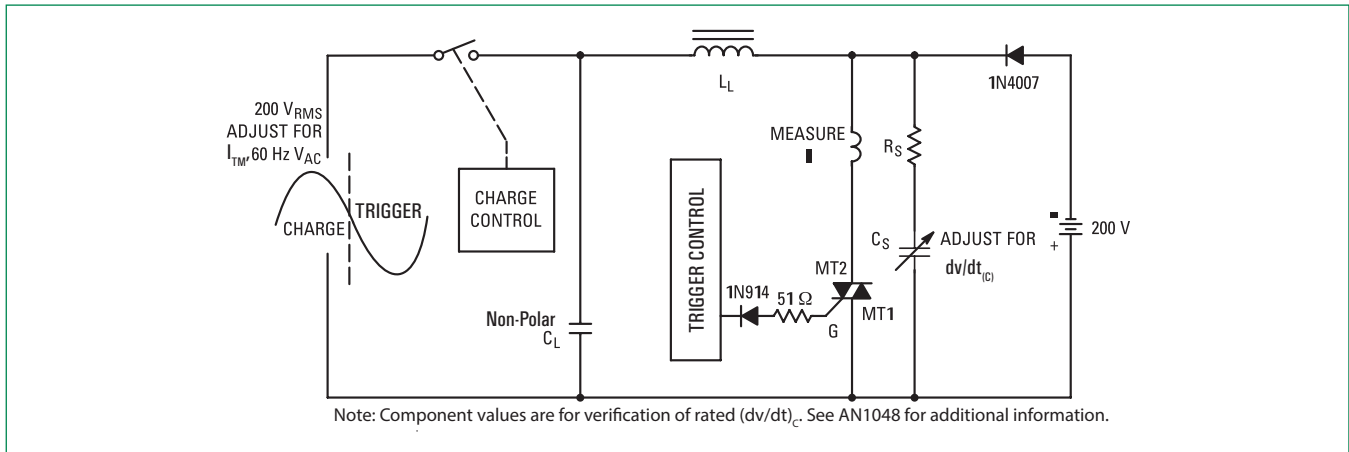 200 VRMS
ADJUST FOR
ITM, 60 Hz VAC
CHARGE
TRIGGER
CHARGE
CONTROL
Non-Polar
CL
LL
TRIGGER CONTROL
MEASURE
I
1N914
51 Ω
G
MT2
MT1
RS
CS
ADJUST FOR
dv/dt(C)
1N4007
-
+
200 V
Note: Component values are for verification of rated (dv/dt)c. See AN1048 for additional information.